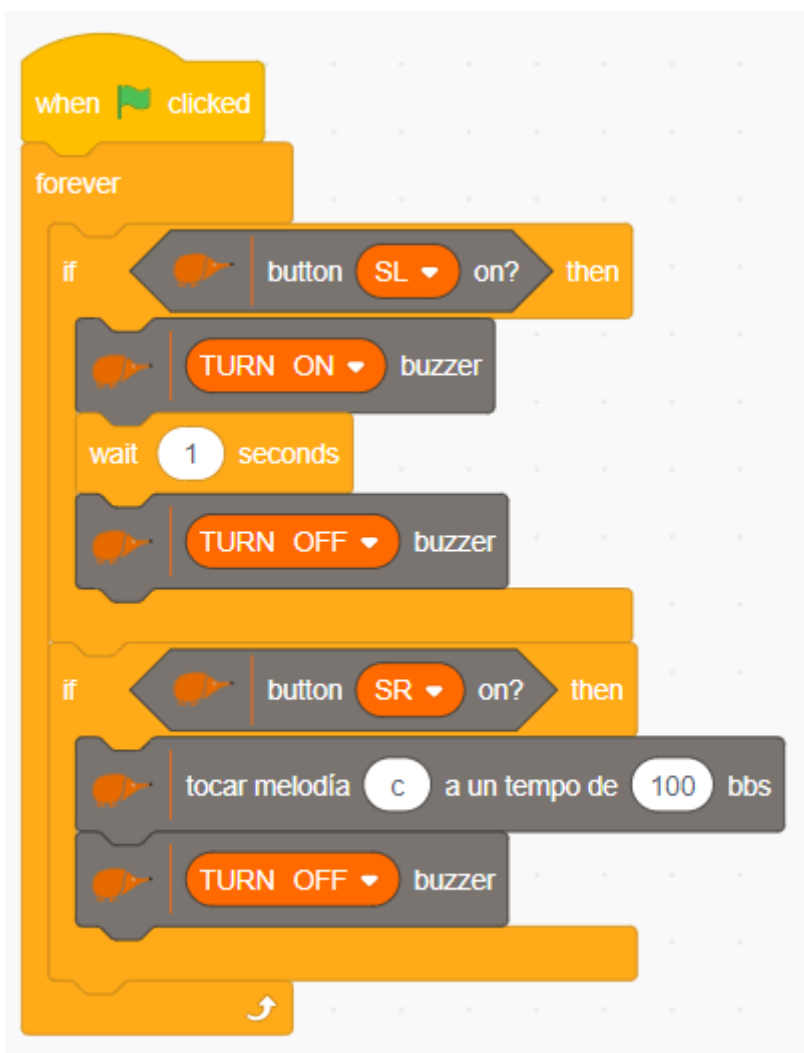 when clicked
forever
if button SL on? then
TURN ON buzzer
wait 1 seconds
TURN OFF buzzer
if button SR on? then
tocar melodía c a un tempo de 100 bbs
TURN OFF buzzer